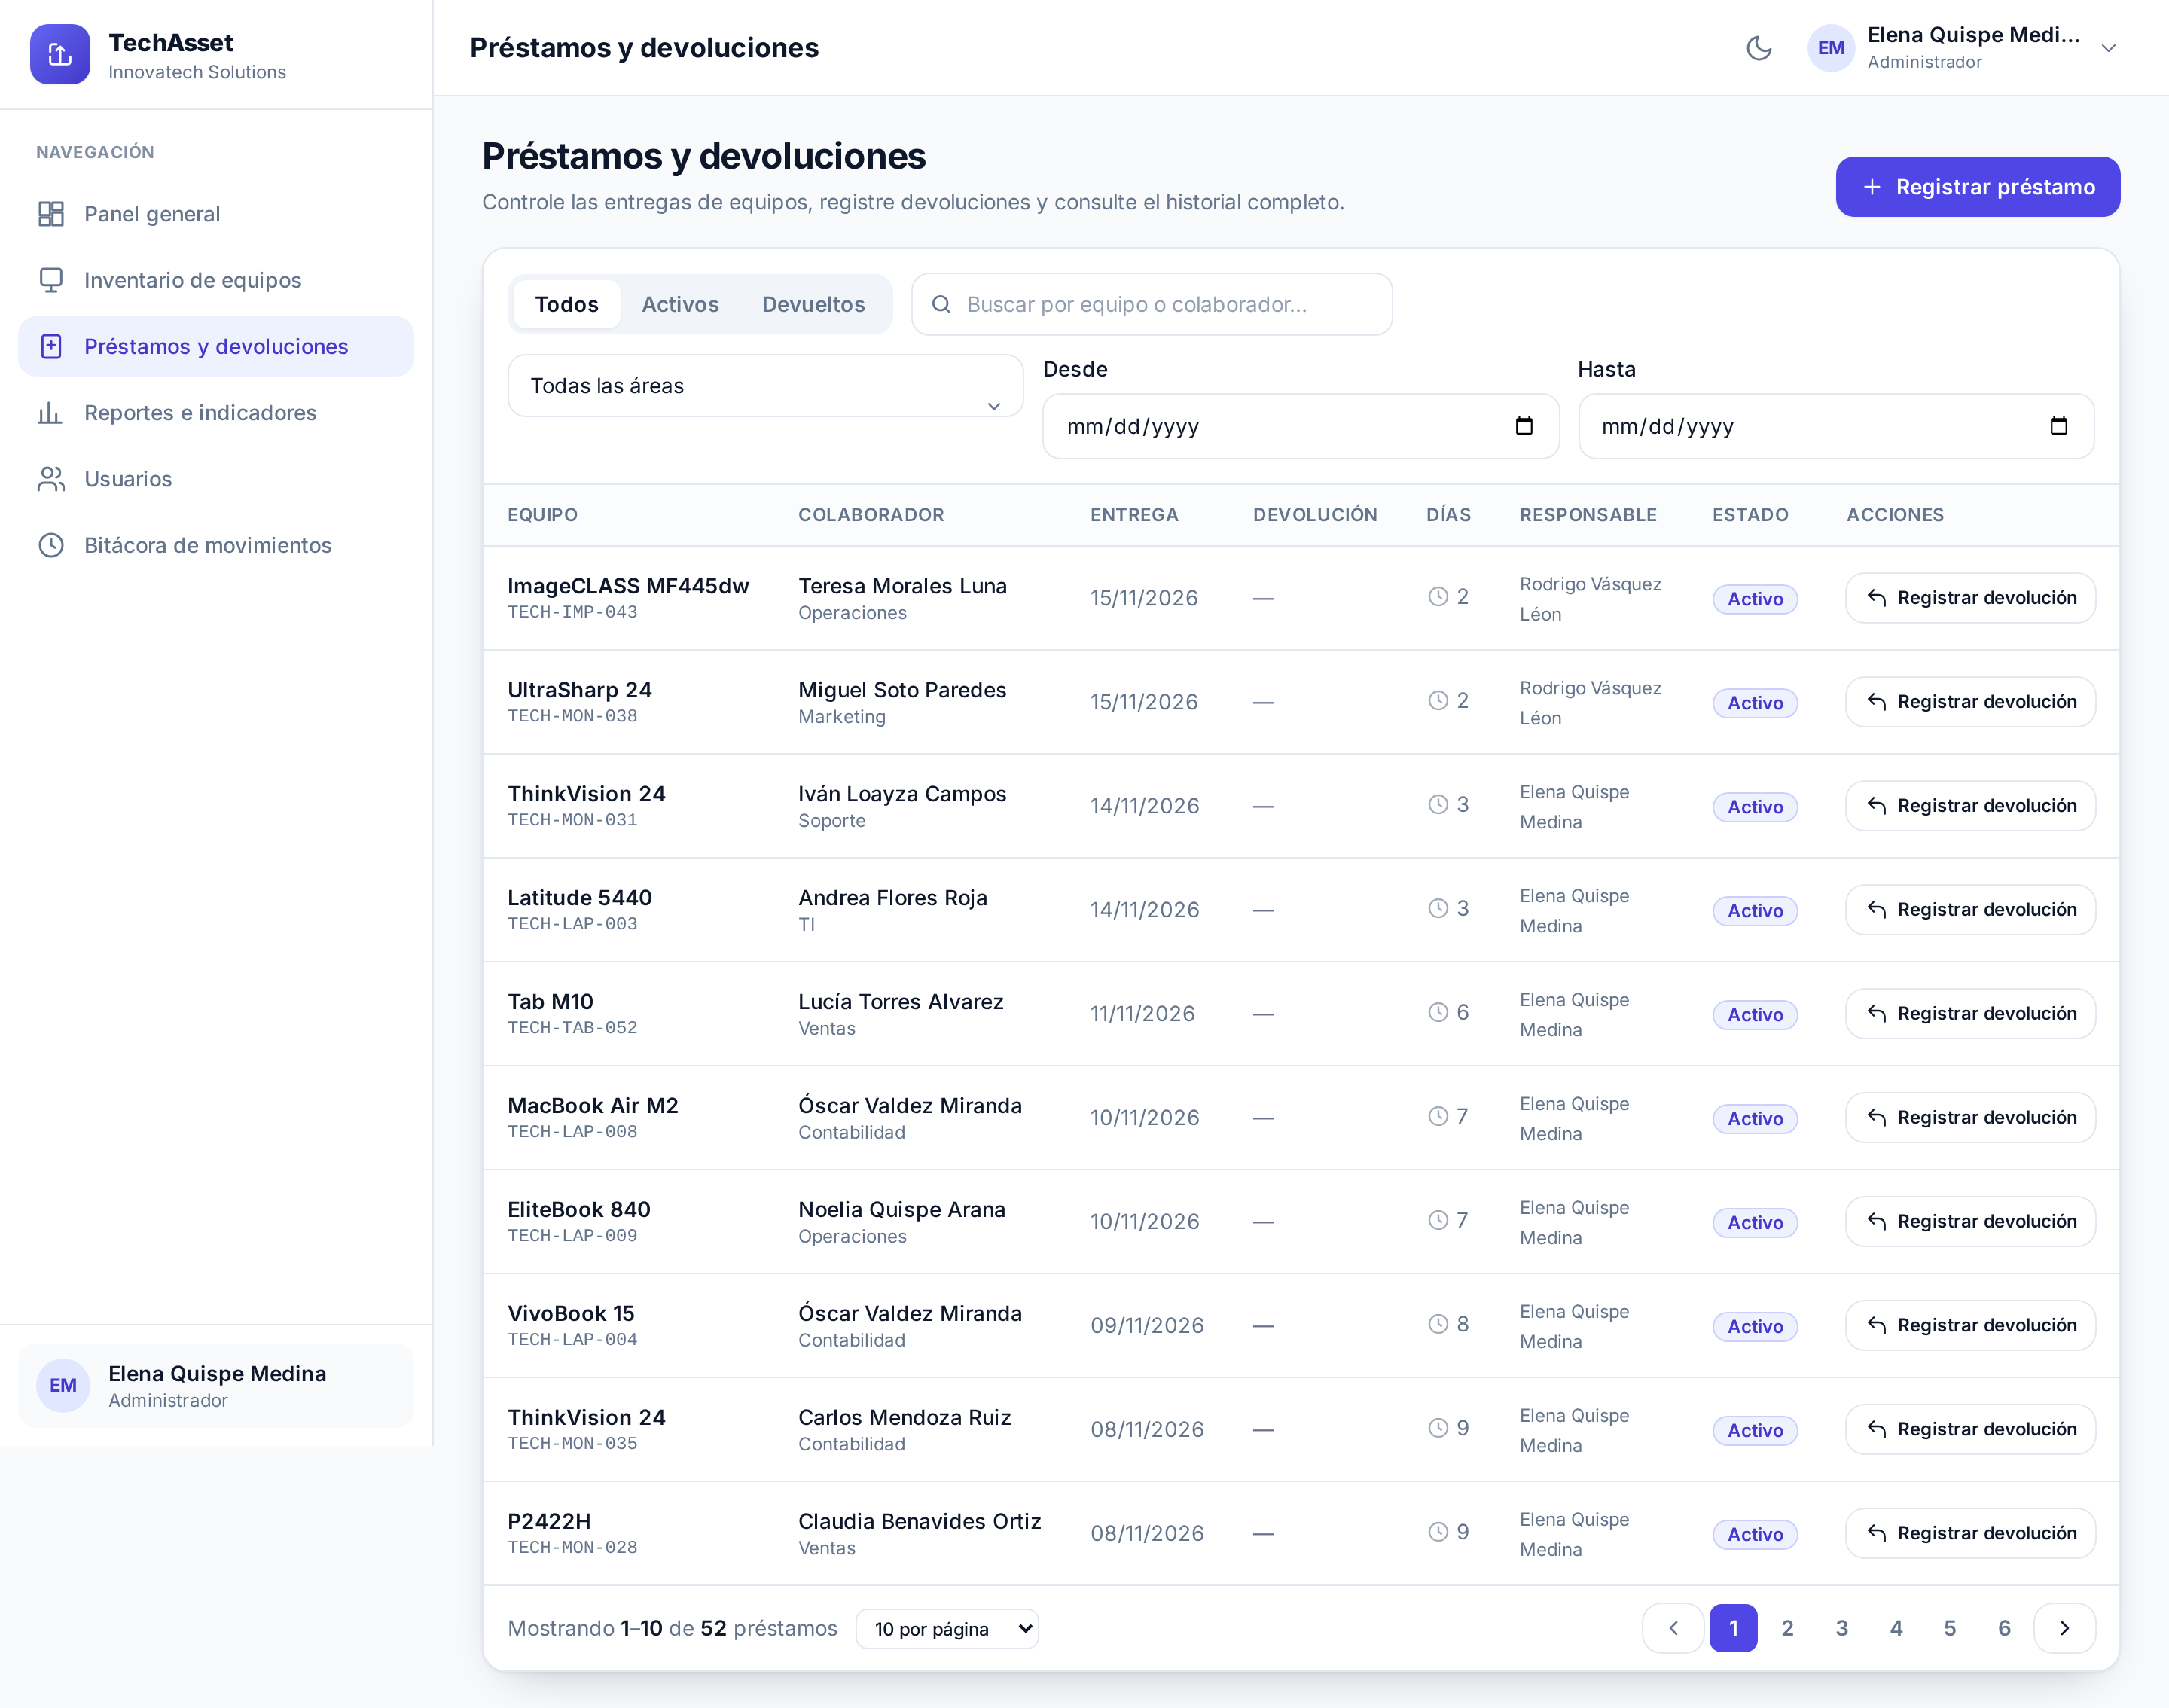 TechAsset
Innovatech Solutions
NAVEGACIÓN
Panel general
Inventario de equipos
Préstamos y devoluciones
Reportes e indicadores
Usuarios
Bitácora de movimientos
EM
Elena Quispe Medina
Administrador
Préstamos y devoluciones
EM
Elena Quispe Medi...
Administrador
Préstamos y devoluciones
Controle las entregas de equipos, registre devoluciones y consulte el historial completo.
Registrar préstamo
Todos Activos Devueltos
Buscar por equipo o colaborador...
Todas las áreas
Desde
mm/dd/yyyy
Hasta
mm/dd/yyyy
EQUIPO COLABORADOR ENTREGA DEVOLUCIÓN DÍAS RESPONSABLE ESTADO ACCIONES
ImageCLASS MF445dw Teresa Morales Luna 15/11/2026 — 2 Rodrigo Vásquez Activo Registrar devolución
TECH-IMP-043 Operaciones Léon
UltraSharp 24 Miguel Soto Paredes 15/11/2026 — 2 Rodrigo Vásquez Activo Registrar devolución
TECH-MON-038 Marketing Léon
ThinkVision 24 Iván Loayza Campos 14/11/2026 — 3 Elena Quispe Activo Registrar devolución
TECH-MON-031 Soporte Medina
Latitude 5440 Andrea Flores Roja 14/11/2026 — 3 Elena Quispe Activo Registrar devolución
TECH-LAP-003 TI Medina
Tab M10 Lucía Torres Alvarez 11/11/2026 — 6 Elena Quispe Activo Registrar devolución
TECH-TAB-052 Ventas Medina
MacBook Air M2 Óscar Valdez Miranda 10/11/2026 — 7 Elena Quispe Activo Registrar devolución
TECH-LAP-008 Contabilidad Medina
EliteBook 840 Noelia Quispe Arana 10/11/2026 — 7 Elena Quispe Activo Registrar devolución
TECH-LAP-009 Operaciones Medina
VivoBook 15 Óscar Valdez Miranda 09/11/2026 — 8 Elena Quispe Activo Registrar devolución
TECH-LAP-004 Contabilidad Medina
ThinkVision 24 Carlos Mendoza Ruiz 08/11/2026 — 9 Elena Quispe Activo Registrar devolución
TECH-MON-035 Contabilidad Medina
P2422H Claudia Benavides Ortiz 08/11/2026 — 9 Elena Quispe Activo Registrar devolución
TECH-MON-028 Ventas Medina
Mostrando 1–10 de 52 préstamos 10 por página 1 2 3 4 5 6